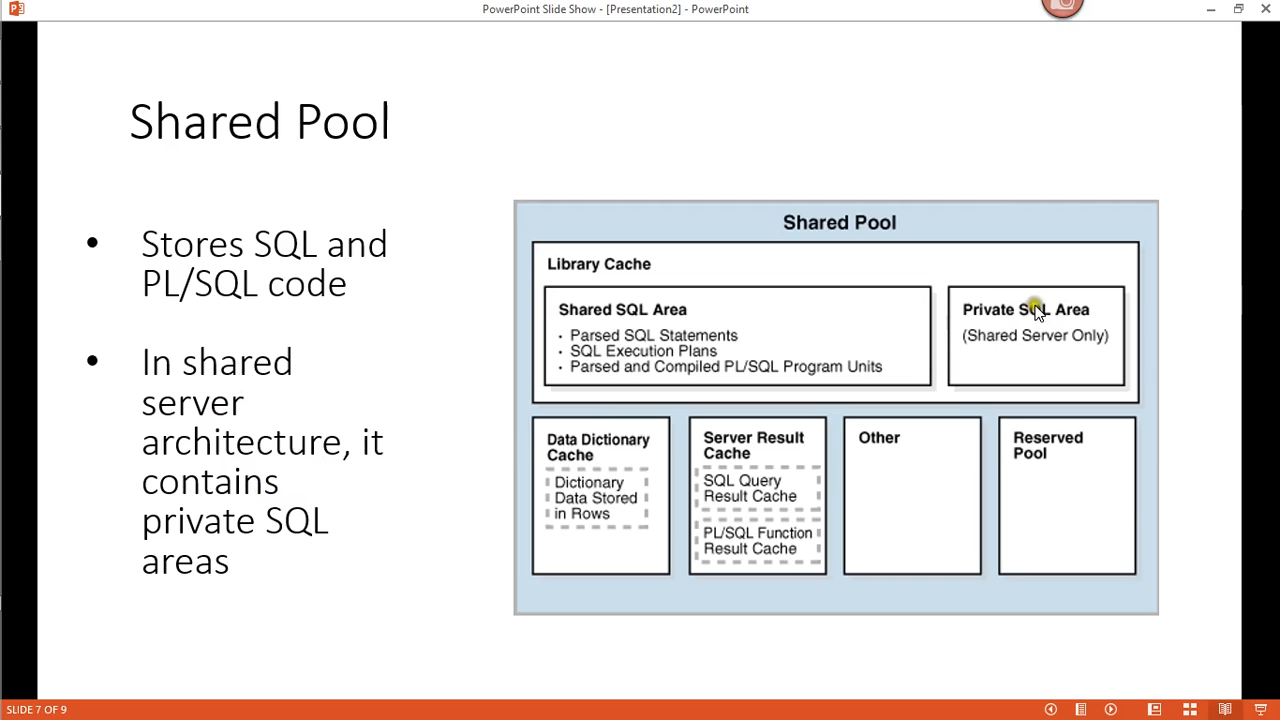 PowerPoint Slide Show - [Presentation2] - PowerPoint
Shared Pool
• Stores SQL and
PL/SQL code
• In shared
server
architecture, it
contains
private SQL
areas
Shared Pool
Library Cache
Shared SQL Area
• Parsed SQL Statements
• SQL Execution Plans
• Parsed and Compiled PL/SQL Program Units
Private SQL Area
(Shared Server Only)
Data Dictionary
Cache
Dictionary
Data Stored
in Rows
Server Result
Cache
SQL Query
Result Cache
PL/SQL Function
Result Cache
Other
Reserved
Pool
SLIDE 7 OF 9